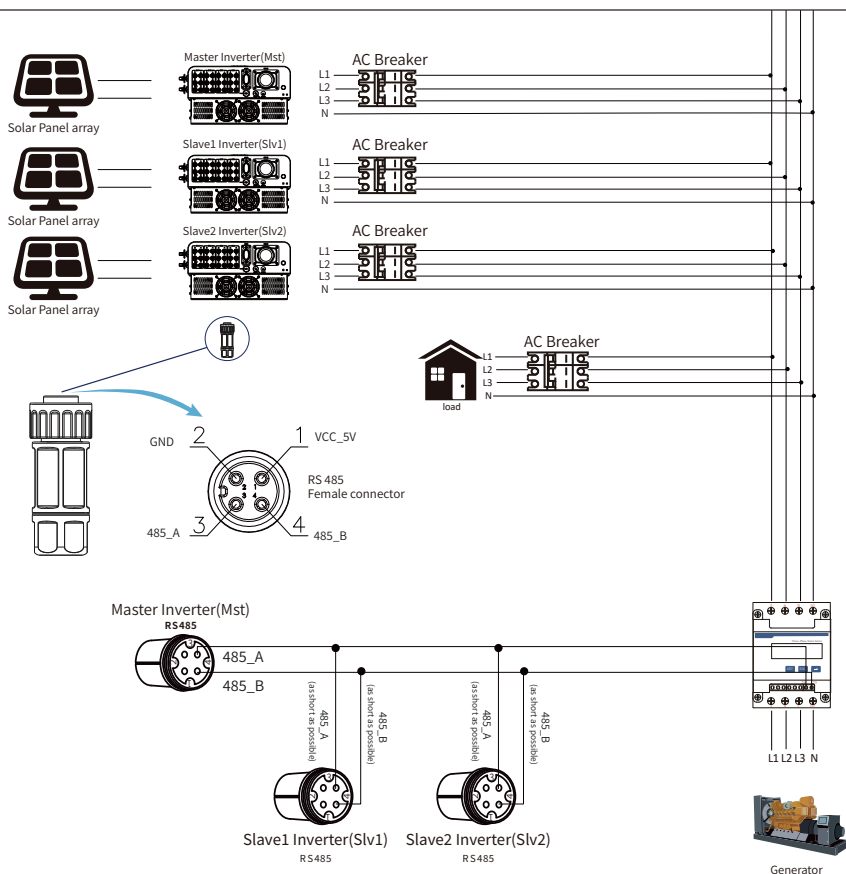 Master Inverter(Mst)
AC Breaker
L1
L2
L3
N
Solar Panel array
Slave1 Inverter(Slv1)
AC Breaker
L1
L2
L3
N
Solar Panel array
Slave2 Inverter(Slv2)
AC Breaker
L1
L2
L3
N
Solar Panel array
AC Breaker
L1
L2
L3
N
load
GND
2
1
VCC_5V
RS 485
Female connector
2
1
3
4
485_A
3
4
485_B
Master Inverter(Mst)
RS485
485_A
485_B
485_A
(as short as possible)
485_B
(as short as possible)
485_A
(as short as possible)
485_B
(as short as possible)
L1 L2 L3 N
Slave1 Inverter(Slv1)
RS485
Slave2 Inverter(Slv2)
RS485
Generator